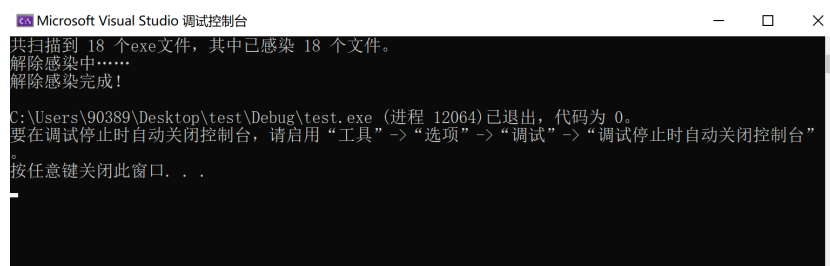 Microsoft Visual Studio 调试控制台
共扫描到 18 个exe文件，其中已感染 18 个文件。
解除感染中……
解除感染完成！
C:\Users\90389\Desktop\test\Debug\test.exe (进程 12064)已退出，代码为 0。
要在调试停止时自动关闭控制台，请启用“工具”->“选项”->“调试”->“调试停止时自动关闭控制台”
。
按任意键关闭此窗口. . .